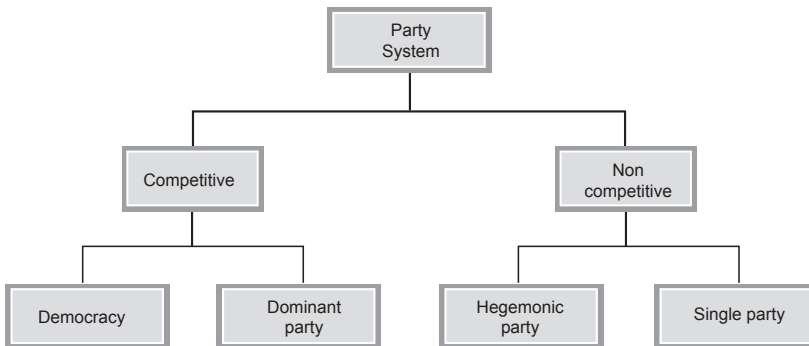 Party
System
Competitive
Non
competitive
Democracy
Dominant
party
Hegemonic
party
Single party